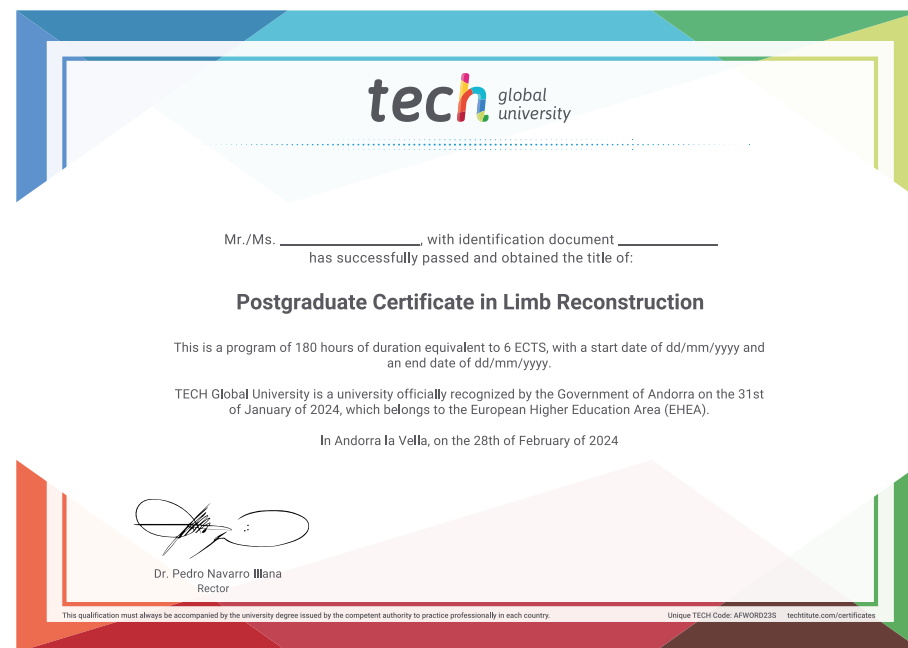 tech global university
Mr./Ms. ____________, with identification document ____________
has successfully passed and obtained the title of:
Postgraduate Certificate in Limb Reconstruction
This is a program of 180 hours of duration equivalent to 6 ECTS, with a start date of dd/mm/yyyy and
an end date of dd/mm/yyyy.
TECH Global University is a university officially recognized by the Government of Andorra on the 31st
of January of 2024, which belongs to the European Higher Education Area (EHEA).
In Andorra la Vella, on the 28th of February of 2024
Dr. Pedro Navarro Illana
Rector
This qualification must always be accompanied by the university degree issued by the competent authority to practice professionally in each country.
Unique TECH Code: AFWORD23S techtitute.com/certificates